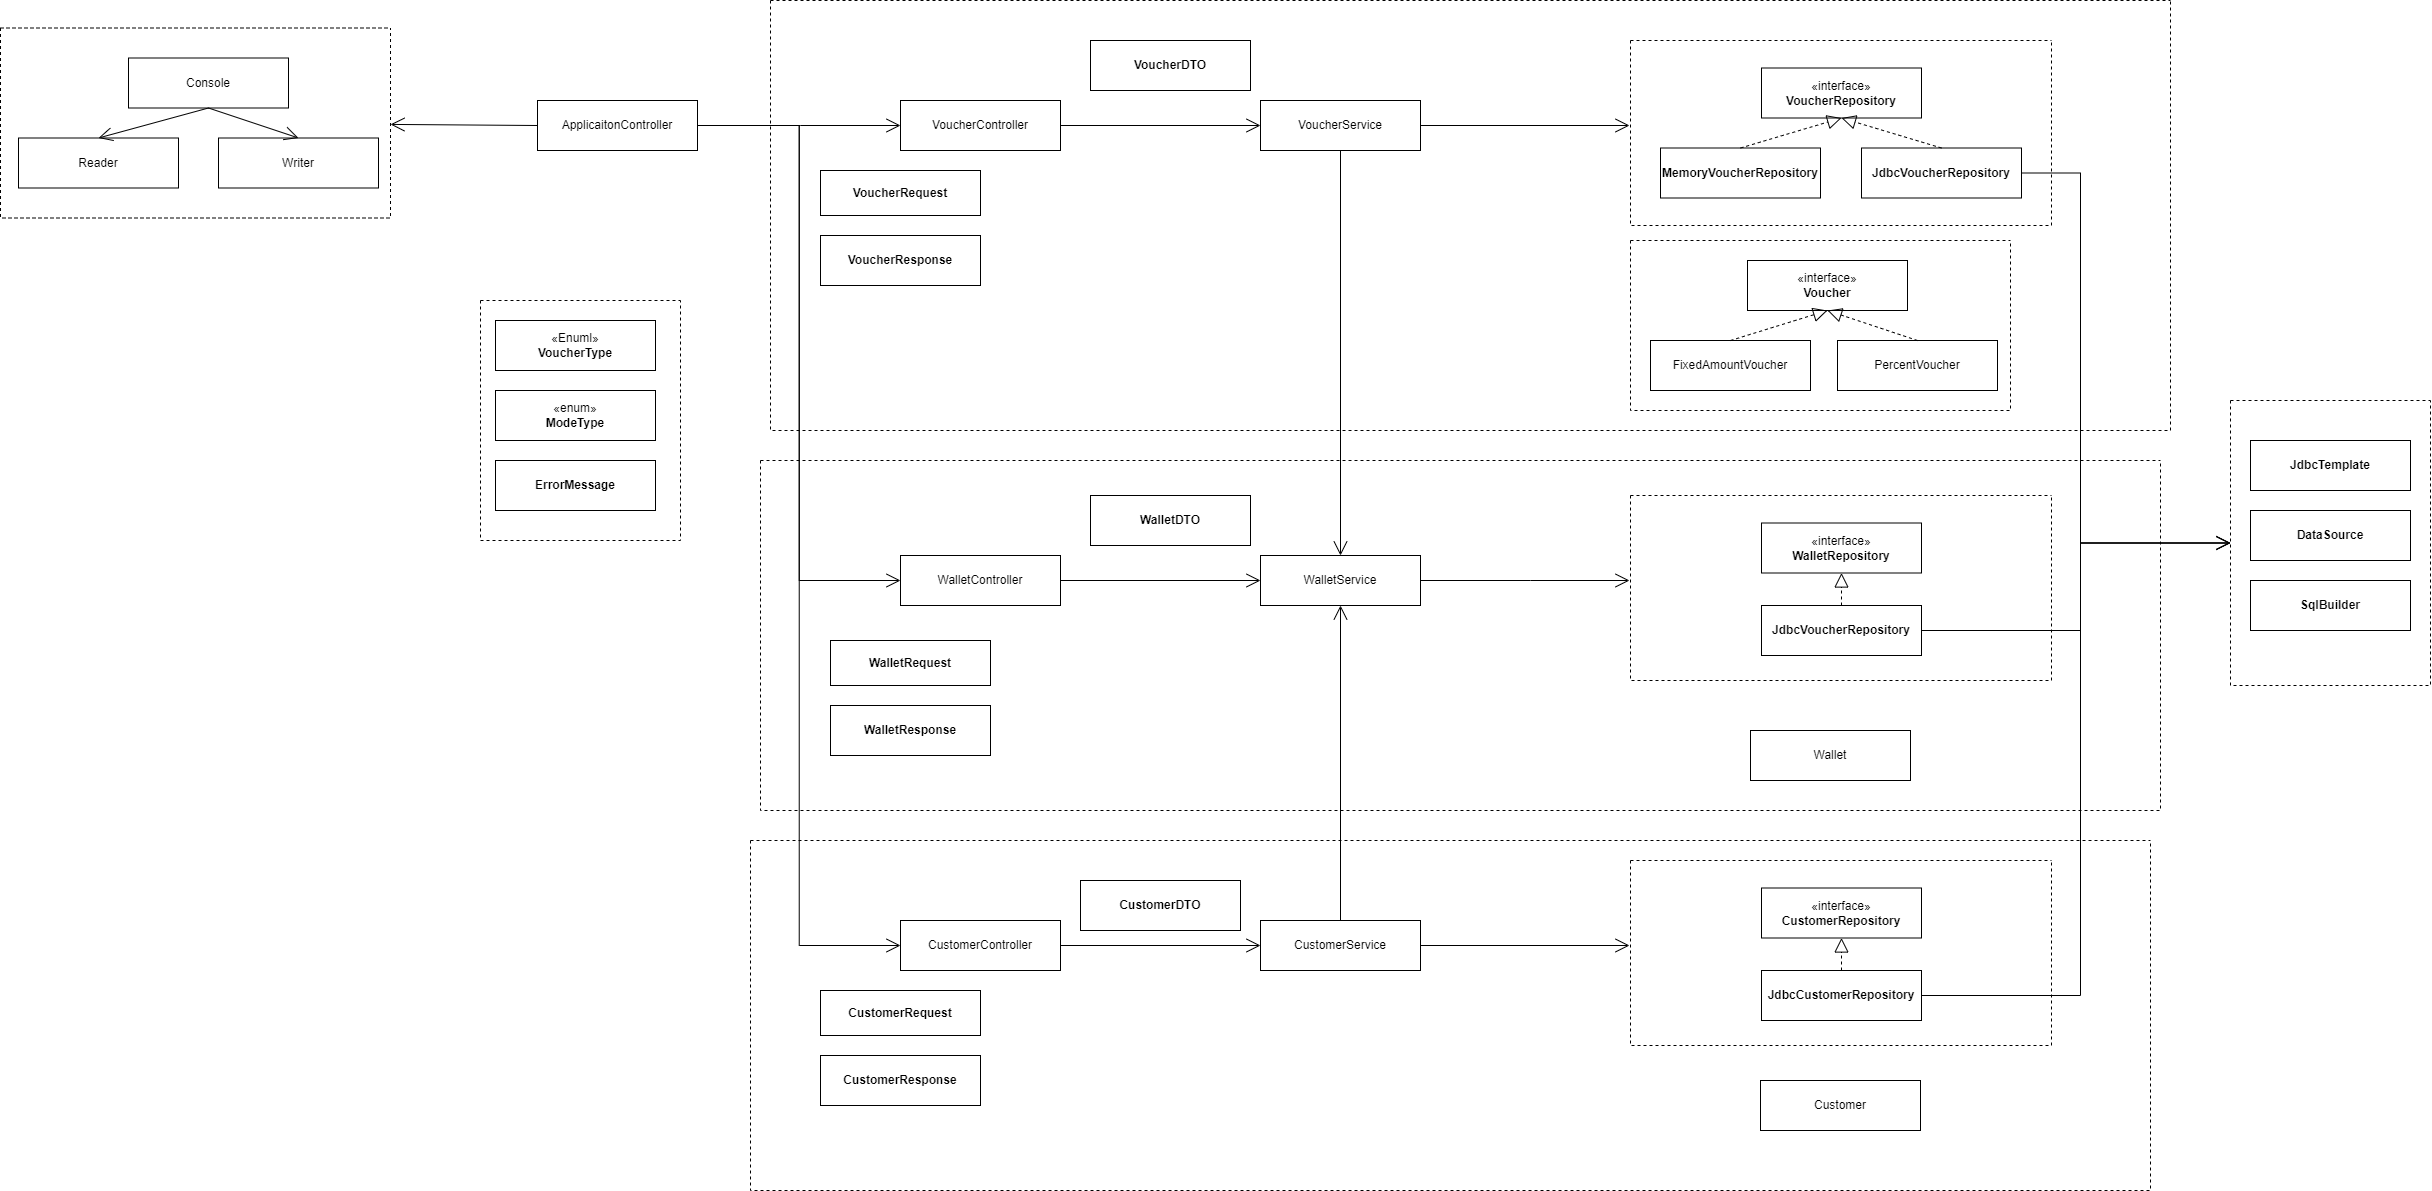 Console
Reader
Writer
ApplicaitonController
«Enuml»
VoucherType
«enum»
ModeType
ErrorMessage
VoucherDTO
VoucherController
VoucherService
VoucherRequest
VoucherResponse
«interface»
VoucherRepository
MemoryVoucherRepository
JdbcVoucherRepository
«interface»
Voucher
FixedAmountVoucher
PercentVoucher
WalletDTO
WalletController
WalletService
WalletRequest
WalletResponse
«interface»
WalletRepository
JdbcVoucherRepository
Wallet
CustomerDTO
CustomerController
CustomerService
CustomerRequest
CustomerResponse
«interface»
CustomerRepository
JdbcCustomerRepository
Customer
JdbcTemplate
DataSource
SqlBuilder